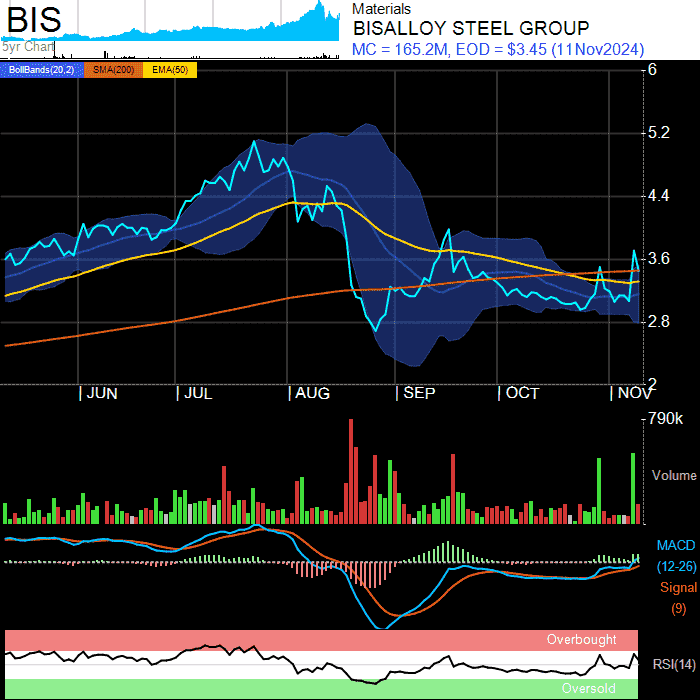 BIS
5yr Chart
Materials
BISALLOY STEEL GROUP
MC = 165.2M, EOD = $3.45 (11Nov2024)
BollBands(20,2) SMA(200) EMA(50)
6
5.2
4.4
3.6
2.8
2
JUN JUL AUG SEP OCT NOV
790k
Volume
MACD
(12-26)
Signal
(9)
Overbought
RSI(14)
Oversold